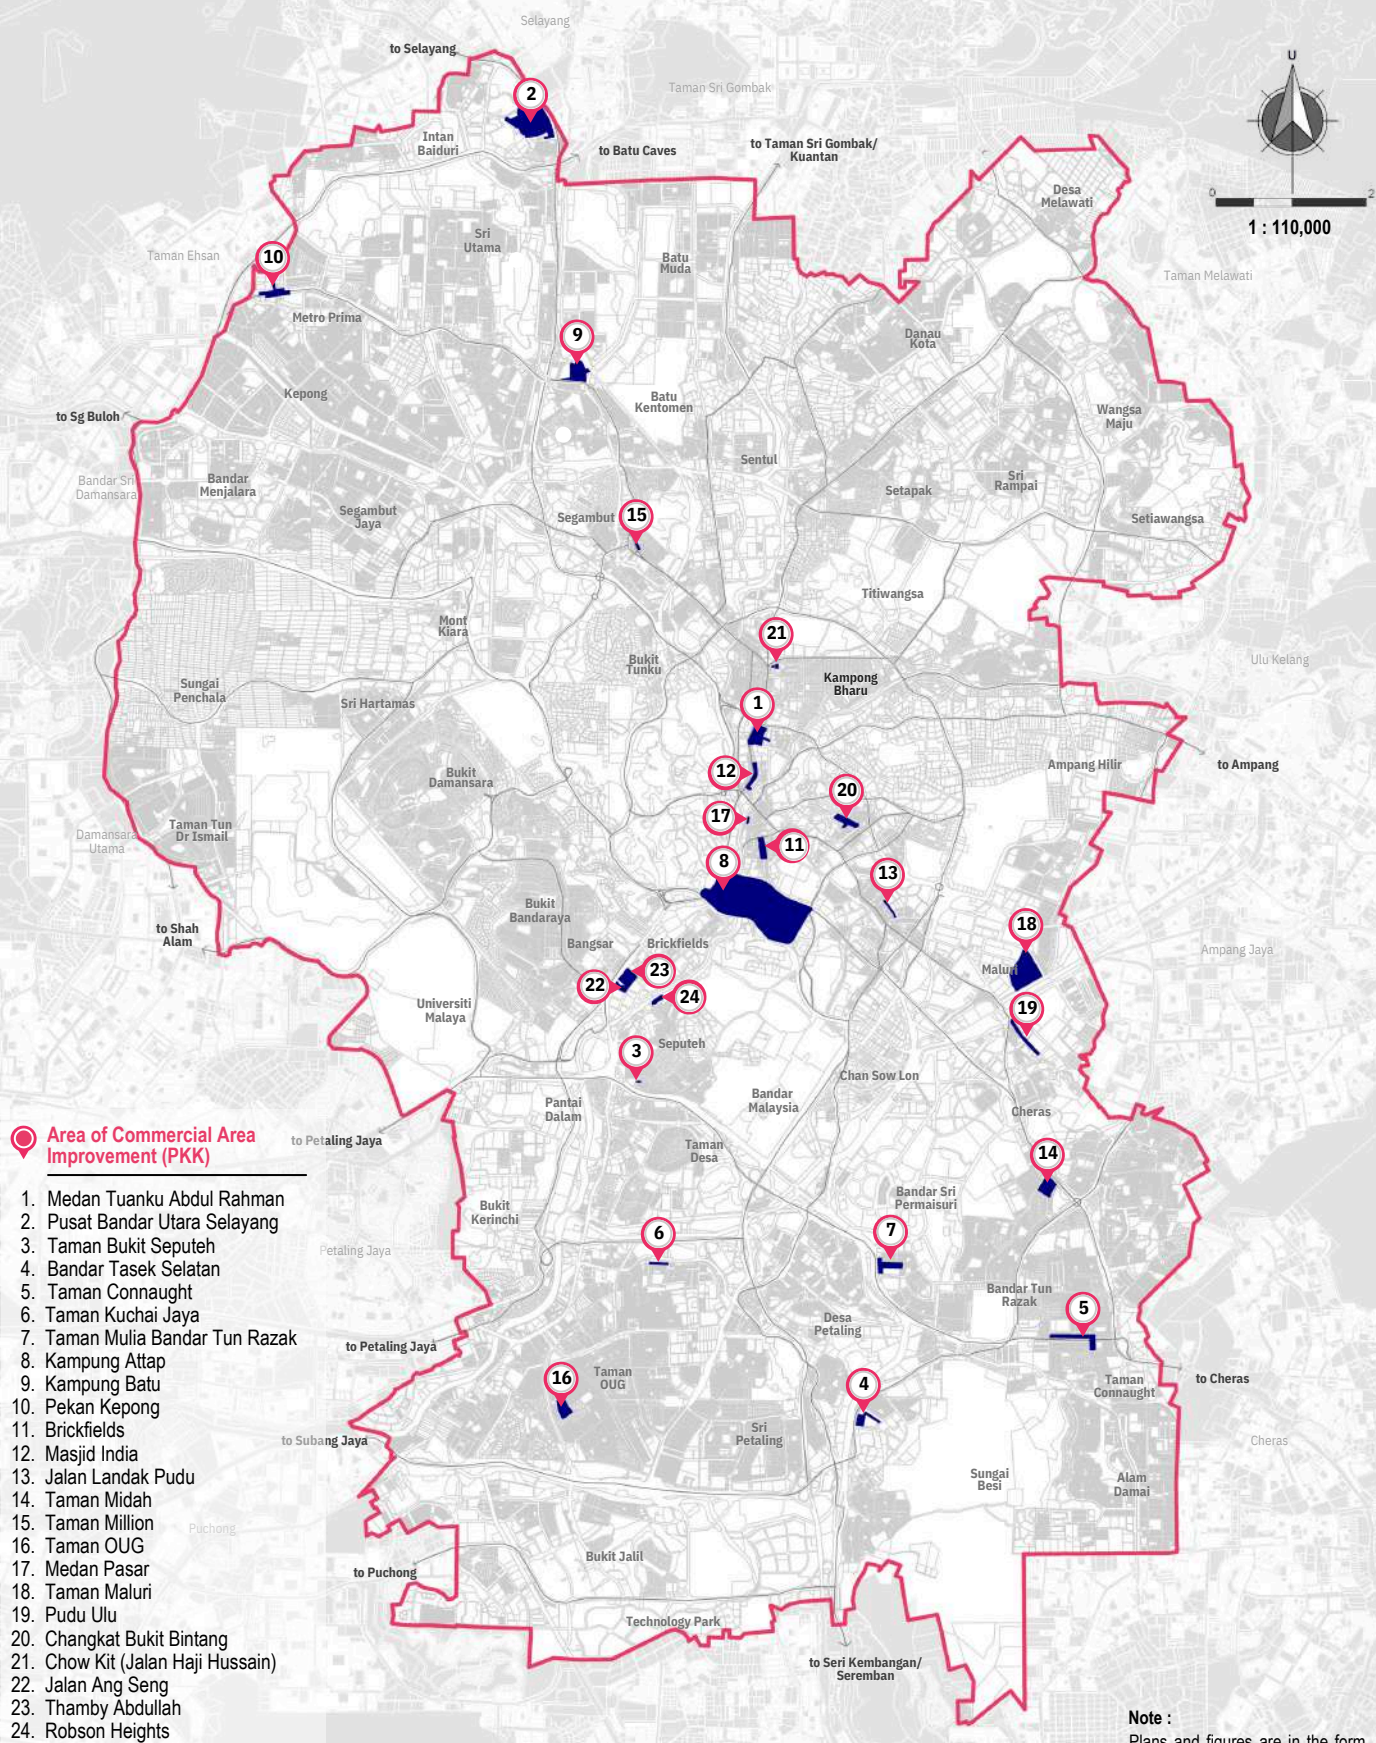 Selayang
to Selayang
2
Taman Sri Gombak
U
Intan
Baiduri
to Batu Caves
to Taman Sri Gombak/
Kuantan
0
2
1 : 110,000
Desa
Melawati
Sri
Utama
Taman Ehsan
10
Batu
Muda
Taman Melawati
Metro Prima
9
Danau
Kota
Kepong
Batu
Kentomen
to Sg Buloh
Wangsa
Maju
Sentul
Bandar Sri
Damansara
Bandar
Menjalara
Sri
Rampai
Setapak
Segambut
Jaya
Segambut
15
Setiawangsa
Titiwangsa
Mont
Kiara
21
Bukit
Tunku
Ulu Kelang
Kampong
Bharu
Sungai
Penchala
Sri Hartamas
1
to Ampang
Ampang Hilir
12
Bukit
Damansara
20
17
Taman Tun
Dr Ismail
Damansara
Utama
11
8
13
Bukit
Bandaraya
18
to Shah
Alam
Bangsar
Brickfields
Ampang Jaya
Maluri
23
22
24
Universiti
Malaya
19
Seputeh
3
Chan Sow Lon
Bandar
Malaysia
Pantai
Dalam
Cheras
Area of Commercial Area
Improvement (PKK)
to Petaling Jaya
Taman
Desa
14
Bandar Sri
Permaisuri
Bukit
Kerinchi
6
7
Petaling Jaya
Bandar Tun
Razak
5
Desa
Petaling
to Petaling Jaya
Taman
OUG
16
4
Taman
Connaught
to Cheras
Sri
Petaling
to Subang Jaya
Cheras
Sungai
Besi
Alam
Damai
Puchong
Bukit Jalil
to Puchong
Technology Park
to Seri Kembangan/
Seremban
1. Medan Tuanku Abdul Rahman
2. Pusat Bandar Utara Selayang
3. Taman Bukit Seputeh
4. Bandar Tasek Selatan
5. Taman Connaught
6. Taman Kuchai Jaya
7. Taman Mulia Bandar Tun Razak
8. Kampung Attap
9. Kampung Batu
10. Pekan Kepong
11. Brickfields
12. Masjid India
13. Jalan Landak Pudu
14. Taman Midah
15. Taman Million
16. Taman OUG
17. Medan Pasar
18. Taman Maluri
19. Pudu Ulu
20. Changkat Bukit Bintang
21. Chow Kit (Jalan Haji Hussain)
22. Jalan Ang Seng
23. Thamby Abdullah
24. Robson Heights
Note :
Plans and figures are in the form